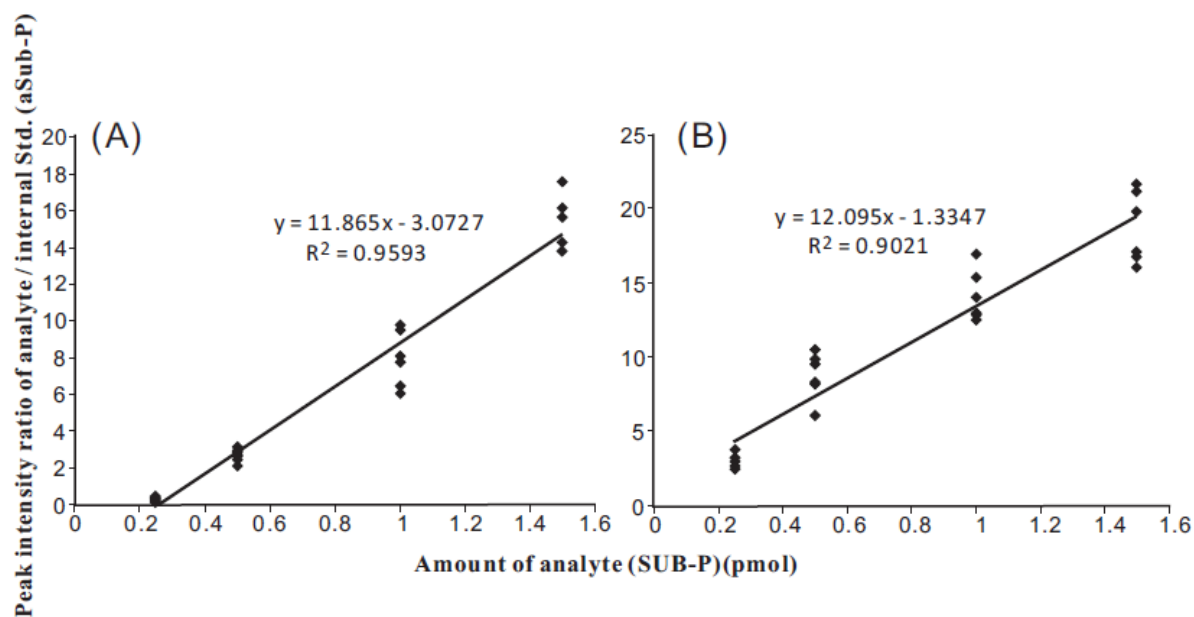 Peak intensity ratio of analyte / internal Std. (aSub-P)
(A)
y = 11.865x - 3.0727
R² = 0.9593
20
18
16
14
12
10
8
6
4
2
0
0 0.2 0.4 0.6 0.8 1 1.2 1.4 1.6
(B)
y = 12.095x - 1.3347
R² = 0.9021
25
20
15
10
5
0
0 0.2 0.4 0.6 0.8 1 1.2 1.4 1.6
Amount of analyte (SUB-P)(pmol)